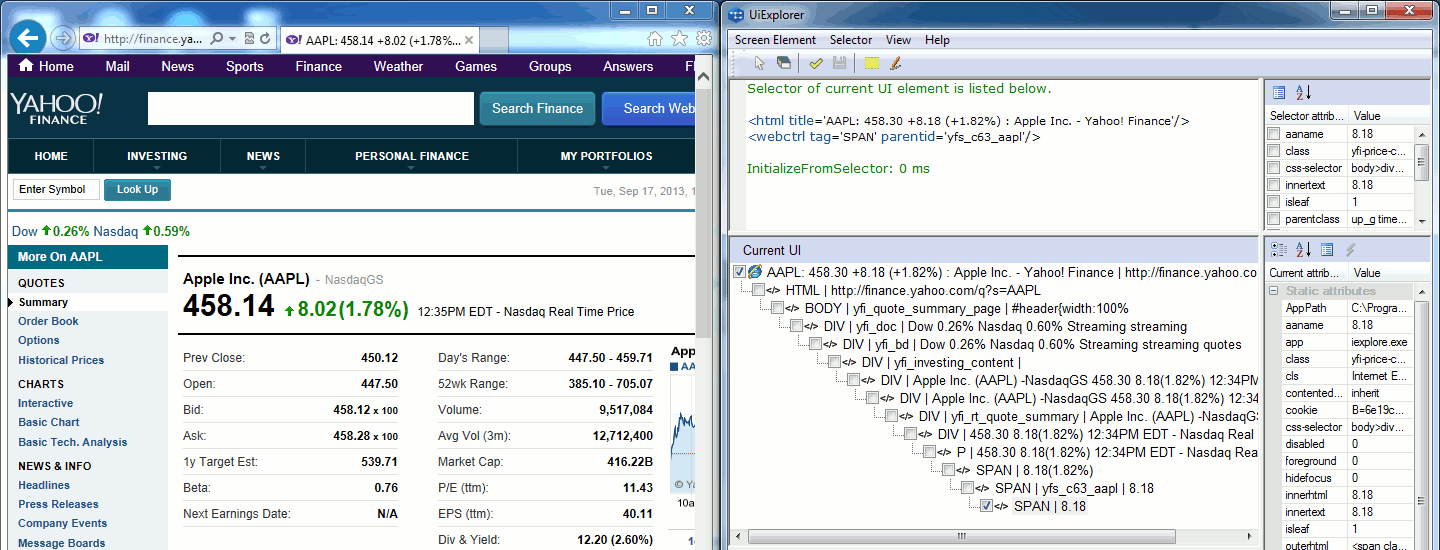 http://finance.ya...
AAPL: 458.14 +8.02 (+1.78%...
Home Mail News Sports Finance Weather Games Groups Answers
YAHOO!
FINANCE
Search Finance
Search Web
HOME INVESTING NEWS PERSONAL FINANCE MY PORTFOLIOS
Enter Symbol
Look Up
Tue, Sep 17, 2013, 1
Dow 0.26% Nasdaq 0.59%
More On AAPL
QUOTES
Summary
Order Book
Options
Historical Prices
CHARTS
Interactive
Basic Chart
Basic Tech. Analysis
NEWS & INFO
Headlines
Press Releases
Company Events
Message Boards
Apple Inc. (AAPL) - NasdaqGS
458.14 8.02(1.78%) 12:35PM EDT - Nasdaq Real Time Price
Prev Close: 450.12
Open: 447.50
Bid: 458.12 x 100
Ask: 458.28 x 100
1y Target Est: 539.71
Beta: 0.76
Next Earnings Date: N/A
Day's Range: 447.50 - 459.71
52wk Range: 385.10 - 705.07
Volume: 9,517,084
Avg Vol (3m): 12,712,400
Market Cap: 416.22B
P/E (ttm): 11.43
EPS (ttm): 40.11
Div & Yield: 12.20 (2.60%)
App
AA
© Ya
10a
UiExplorer
Screen Element Selector View Help
Selector of current UI element is listed below.
<html title='AAPL: 458.30 +8.18 (+1.82%) : Apple Inc. - Yahoo! Finance'/>
<webctrl tag='SPAN' parentid='yfs_c63_aapl'/>
InitializeFromSelector: 0 ms
Selector attrib... Value
aaname 8.18
class yfi-price-c...
css-selector body>div...
innertext 8.18
isleaf 1
parentclass up_g time...
Current UI
AAPL: 458.30 +8.18 (+1.82%) : Apple Inc. - Yahoo! Finance | http://finance.yahoo.co
HTML | http://finance.yahoo.com/q?s=AAPL
BODY | yfi_quote_summary_page | #header{width:100%
DIV | yfi_doc | Dow 0.26% Nasdaq 0.60% Streaming streaming
DIV | yfi_bd | Dow 0.26% Nasdaq 0.60% Streaming streaming quotes
DIV | yfi_investing_content |
DIV | Apple Inc. (AAPL) -NasdaqGS 458.30 8.18(1.82%) 12:34PM
DIV | Apple Inc. (AAPL) -NasdaqGS 458.30 8.18(1.82%) 12:34
DIV | yfi_rt_quote_summary | Apple Inc. (AAPL) -NasdaqGS
DIV | 458.30 8.18(1.82%) 12:34PM EDT - Nasdaq Real
P | 458.30 8.18(1.82%) 12:34PM EDT - Nasdaq Rea
SPAN | 8.18(1.82%)
SPAN | yfs_c63_aapl | 8.18
SPAN | 8.18
Current attrib... Value
Static attributes
AppPath C:\Progra...
aaname 8.18
app iexplore.exe
class yfi-price-c...
cls Internet E...
contented... inherit
cookie B=6e19c...
css-selector body>div...
disabled 0
foreground 0
hidefocus 0
innerhtml 8.18
innertext 8.18
isleaf 1
outerhtml <span cla...